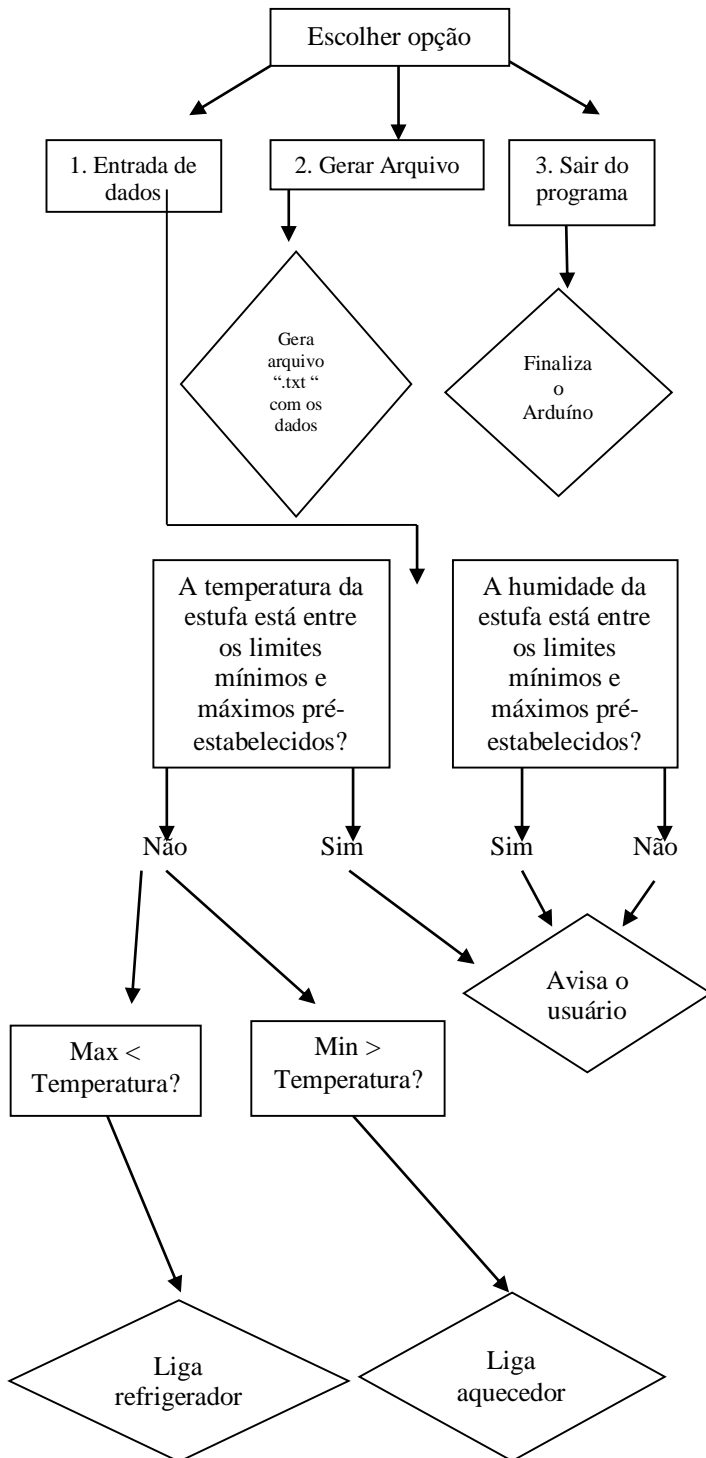 Escolher opção
1. Entrada de
dados
2. Gerar Arquivo
3. Sair do
programa
Gera
arquivo
“.txt “
com os
dados
Finaliza
o
Arduíno
A temperatura da
estufa está entre
os limites
mínimos e
máximos pré-
estabelecidos?
A humidade da
estufa está entre
os limites
mínimos e
máximos pré-
estabelecidos?
Não
Sim
Sim
Não
Avisa o
usuário
Max <
Temperatura?
Min >
Temperatura?
Liga
refrigerador
Liga
aquecedor